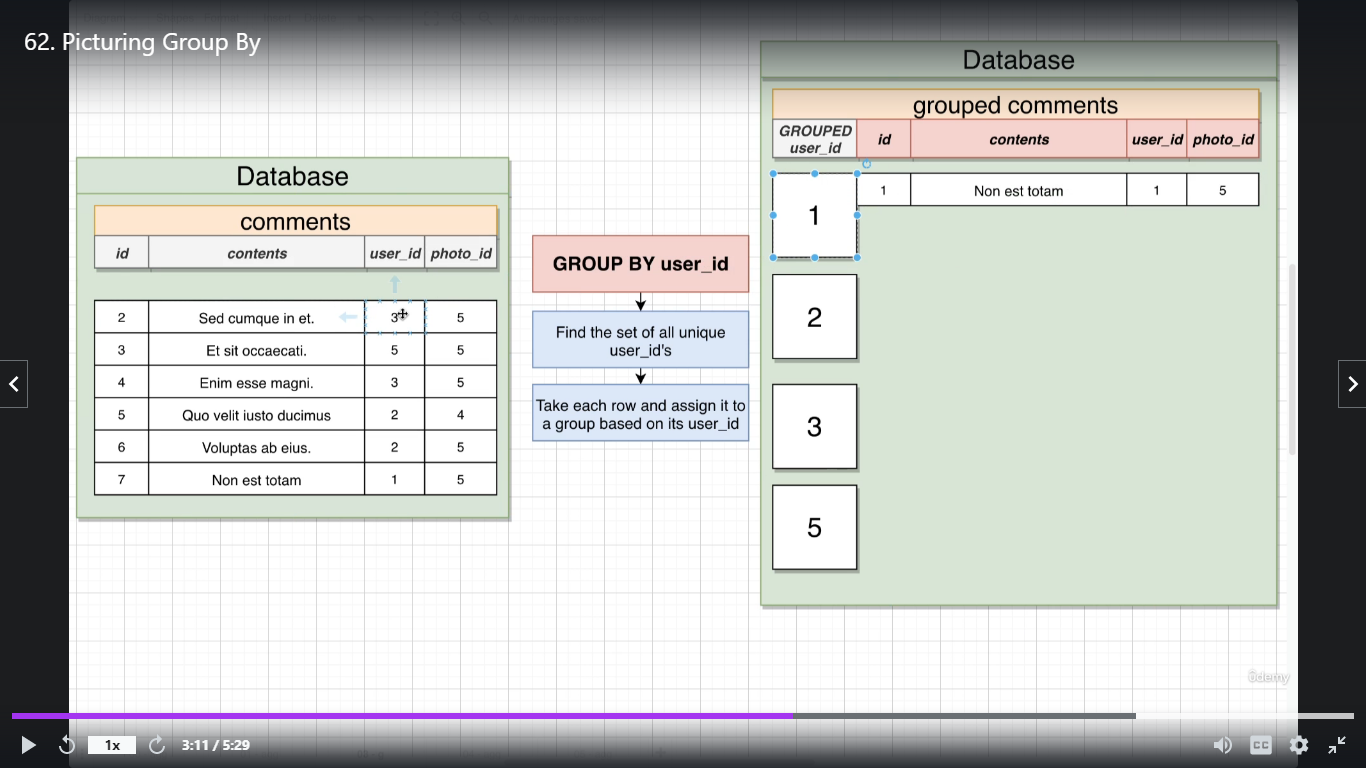 62. Picturing Group By
Database
comments
id contents user_id photo_id
2 Sed cumque in et. 3 5
3 Et sit occaecati. 5 5
4 Enim esse magni. 3 5
5 Quo velit iusto ducimus 2 4
6 Voluptas ab eius. 2 5
7 Non est totam 1 5
GROUP BY user_id
Find the set of all unique
user_id's
Take each row and assign it to
a group based on its user_id
Database
grouped comments
GROUPED
user_id
id contents user_id photo_id
1
1 Non est totam 1 5
2
3
5
ûdemy
1x
3:11 / 5:29
CC